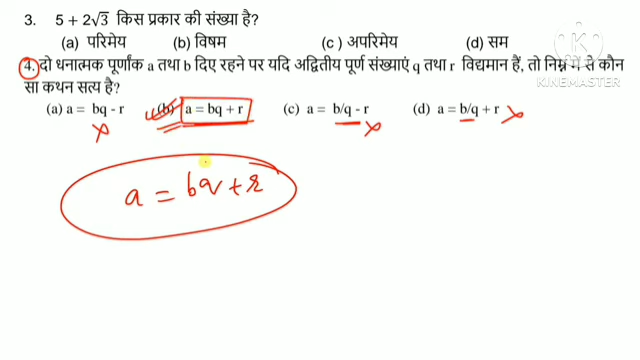 3. 5 + 2√3 किस प्रकार की संख्या है?
(a) परिमेय (b) विषम (c ) अपरिमेय (d) सम
4. दो धनात्मक पूर्णांक a तथा b दिए रहने पर यदि अद्वितीय पूर्ण संख्याएं q तथा r विद्यमान हैं, तो निम्न में से कौन
सा कथन सत्य है?
(a) a = bq - r (b) a = bq + r (c) a = b/q - r (d) a = b/q + r
a = bq + r
KINEMASTER